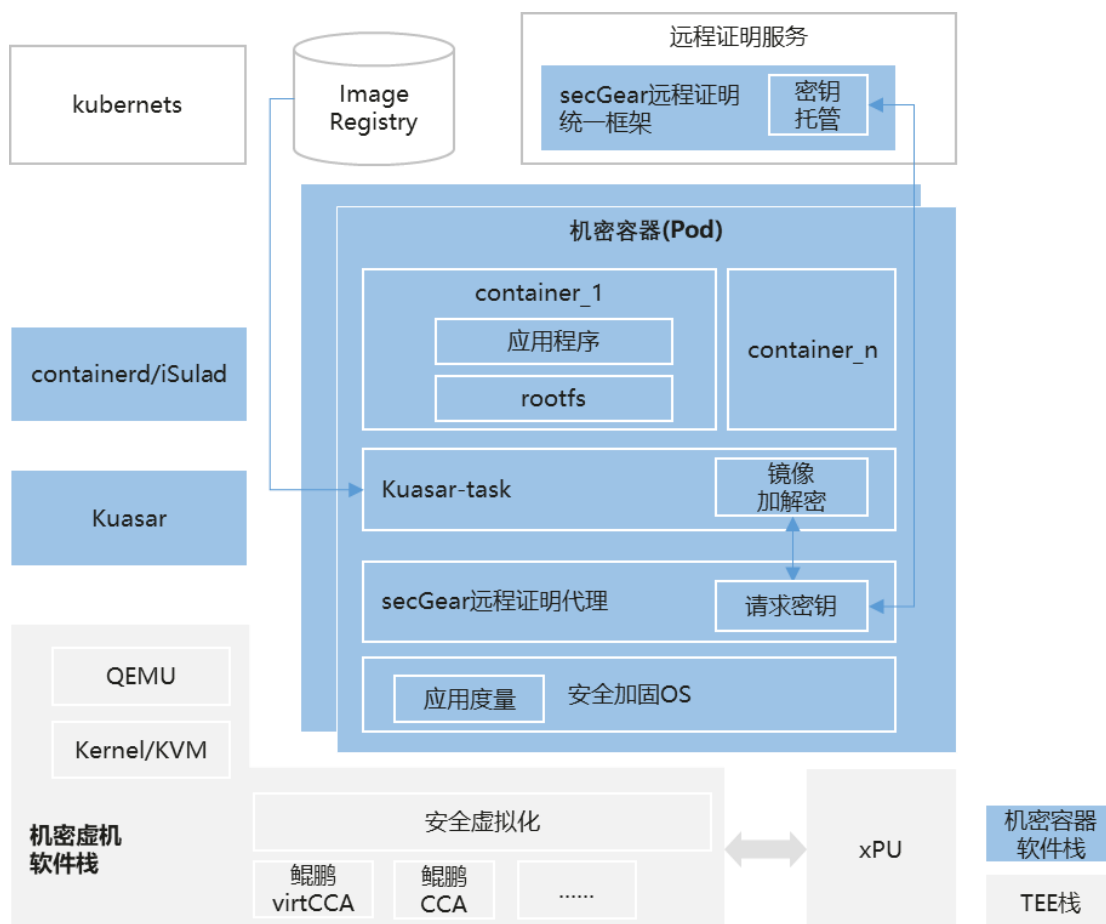 kubernets
Image
Registry
远程证明服务
secGear远程证明
统一框架
密钥
托管
机密容器(Pod)
container_1
应用程序
rootfs
container_n
containerd/iSulad
Kuasar
Kuasar-task
镜像
加解密
secGear远程证明代理
请求密钥
应用度量
安全加固OS
QEMU
Kernel/KVM
机密虚机
软件栈
安全虚拟化
鲲鹏
virtCCA
鲲鹏
CCA
......
xPU
机密容器
软件栈
TEE栈